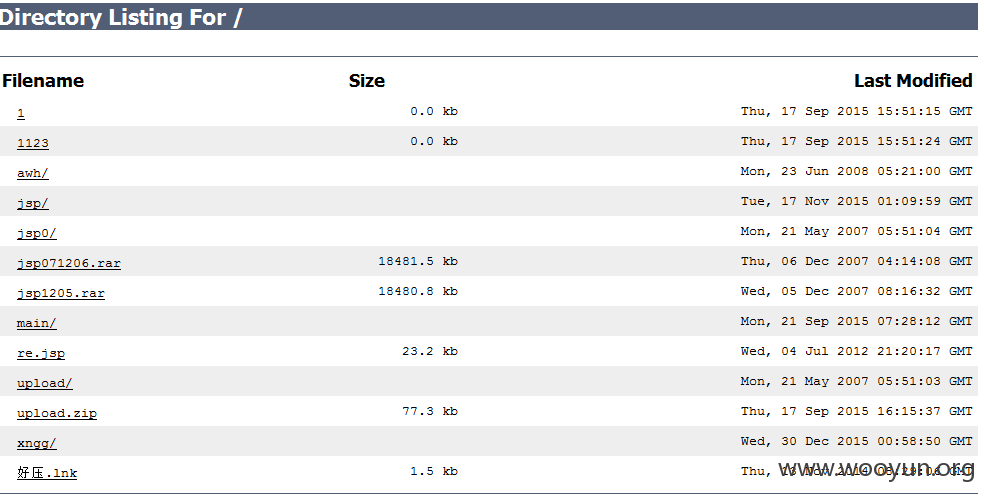 Directory Listing For /
Filename Size Last Modified
1 0.0 kb Thu, 17 Sep 2015 15:51:15 GMT
1123 0.0 kb Thu, 17 Sep 2015 15:51:24 GMT
awh/ Mon, 23 Jun 2008 05:21:00 GMT
jsp/ Tue, 17 Nov 2015 01:09:59 GMT
jsp0/ Mon, 21 May 2007 05:51:04 GMT
jsp071206.rar 18481.5 kb Thu, 06 Dec 2007 04:14:08 GMT
jsp1205.rar 18480.8 kb Wed, 05 Dec 2007 08:16:32 GMT
main/ Mon, 21 Sep 2015 07:28:12 GMT
re.jsp 23.2 kb Wed, 04 Jul 2012 21:20:17 GMT
upload/ Mon, 21 May 2007 05:51:03 GMT
upload.zip 77.3 kb Thu, 17 Sep 2015 16:15:37 GMT
xngg/ Wed, 30 Dec 2015 00:58:50 GMT
好压.lnk 1.5 kb Thu,
www.wooyun.org